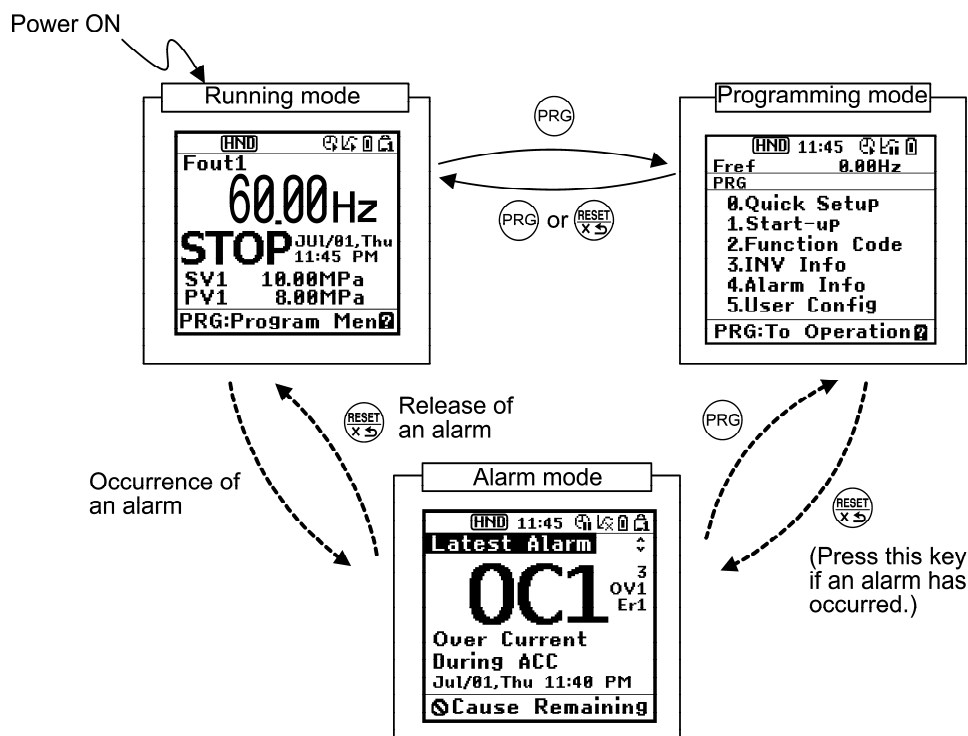 Power ON
Running mode
HND
Fout1
60.00Hz
STOP
JUl/01,Thu
11:45 PM
SV1 10.00MPa
PV1 8.00MPa
PRG:Program Men?
PRG
PRG or RESET
Programming mode
HND 11:45
Fref 0.00Hz
PRG
0.Quick Setup
1.Start-up
2.Function Code
3.INV Info
4.Alarm Info
5.User Config
PRG:To Operation?
Occurrence of
an alarm
RESET
Release of
an alarm
Alarm mode
HND 11:45
Latest Alarm
OC1
3
OV1
Er1
Over Current
During ACC
Jul/01,Thu 11:40 PM
Cause Remaining
PRG
RESET
(Press this key
if an alarm has
occurred.)